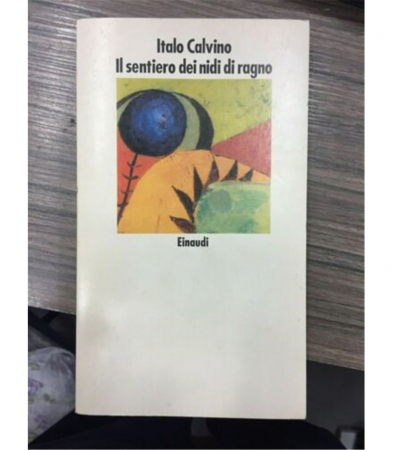 Italo Calvino
Il sentiero dei nidi di ragno
Einaudi